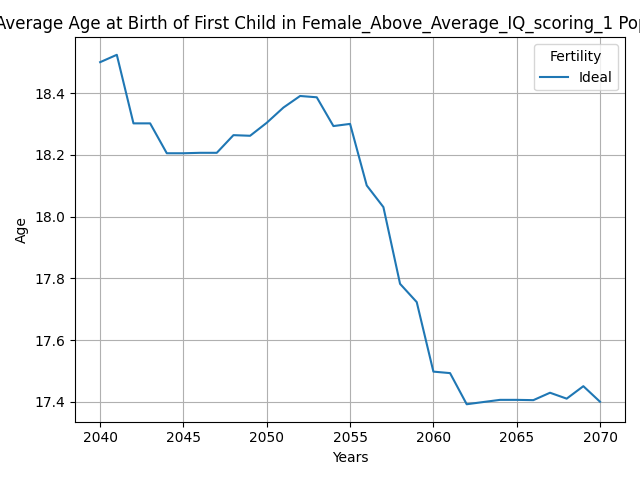 Average Age at Birth of First Child in Female_Above_Average_IQ_scoring_1
Fertility
Ideal
18.4
18.2
18.0
17.8
17.6
17.4
Age
2040 2045 2050 2055 2060 2065 2070
Years